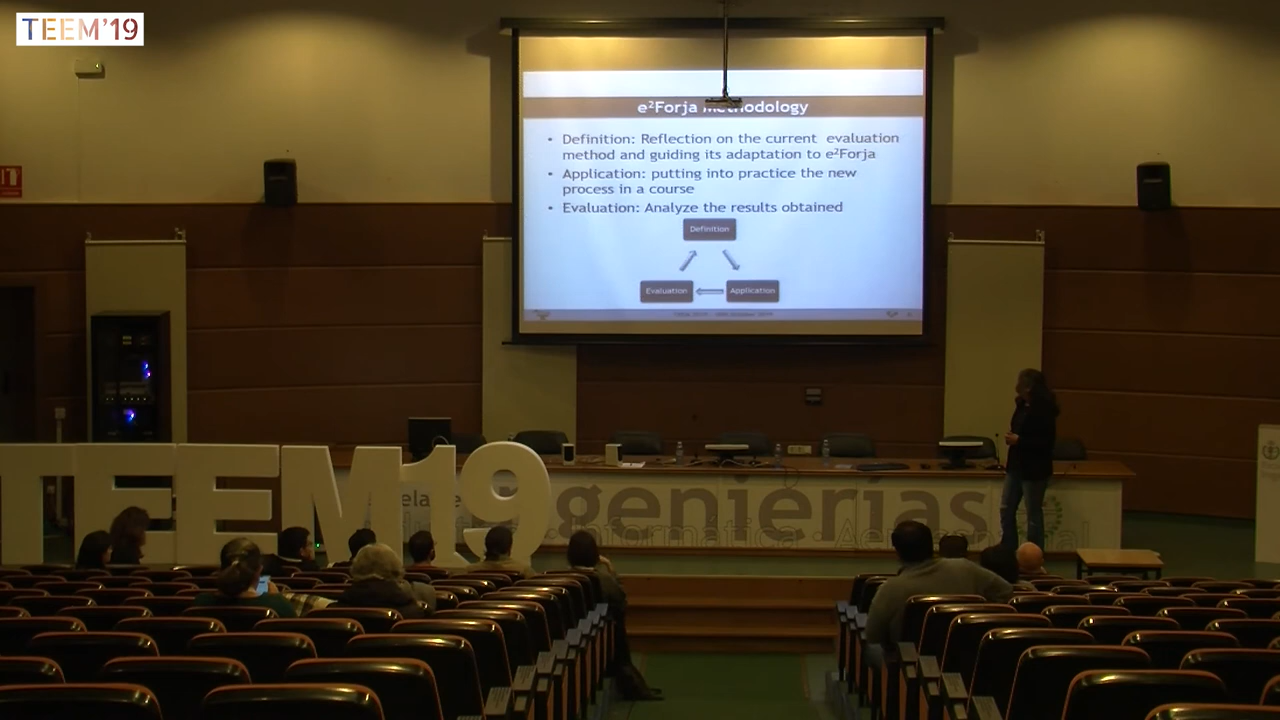 TEEM'19
e²Forja Methodology
• Definition: Reflection on the current evaluation
method and guiding its adaptation to e²Forja
• Application: putting into practice the new
process in a course
• Evaluation: Analyze the results obtained
Definition
Evaluation
Application
TEEM19
genierías